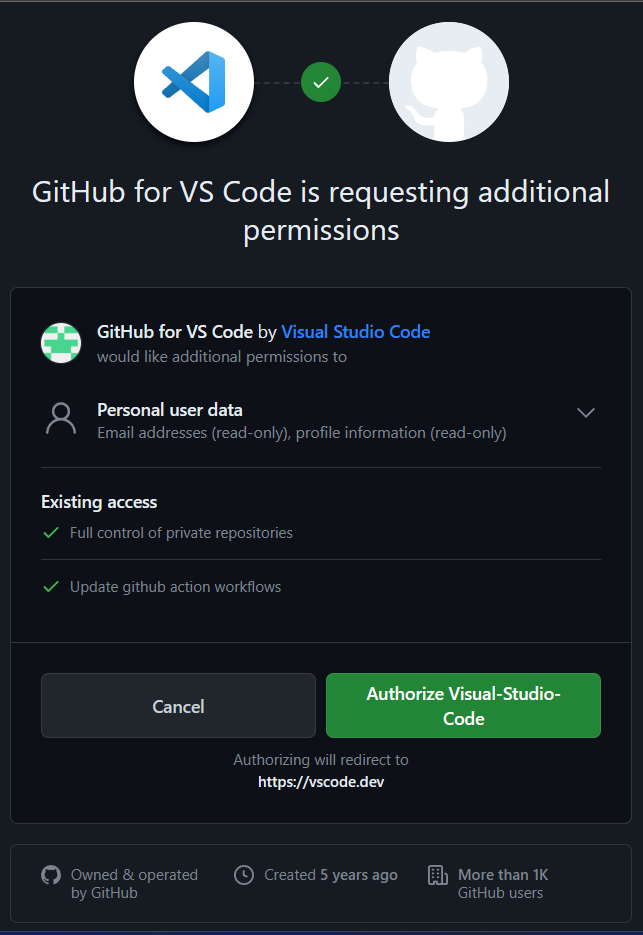 GitHub for VS Code is requesting additional
permissions
GitHub for VS Code by Visual Studio Code
would like additional permissions to
Personal user data
Email addresses (read-only), profile information (read-only)
Existing access
Full control of private repositories
Update github action workflows
Cancel
Authorize Visual-Studio-
Code
Authorizing will redirect to
https://vscode.dev
Owned & operated
by GitHub
Created 5 years ago
More than 1K
GitHub users